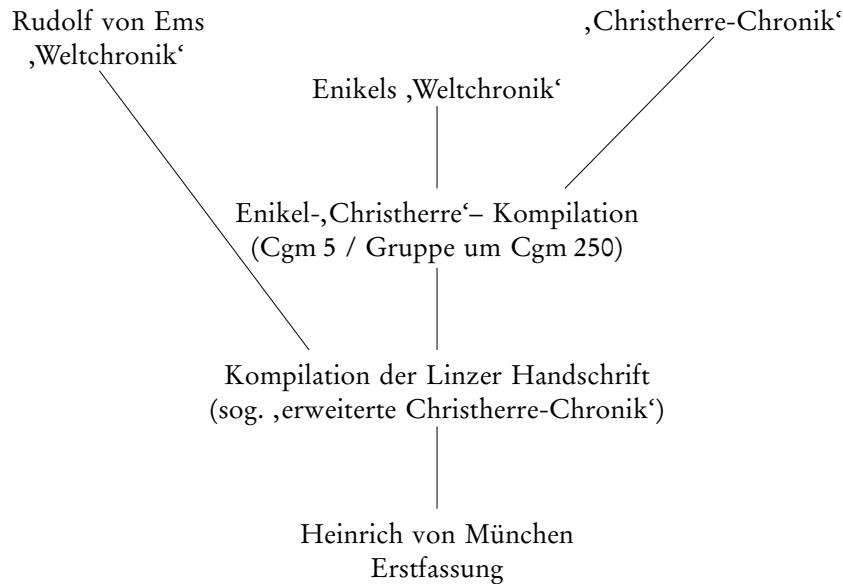 Rudolf von Ems
‚Weltchronik‘
‚Christherre-Chronik‘
Enikels ‚Weltchronik‘
Enikel-‚Christherre‘– Kompilation
(Cgm 5 / Gruppe um Cgm 250)
Kompilation der Linzer Handschrift
(sog. ‚erweiterte Christherre-Chronik‘)
Heinrich von München
Erstfassung